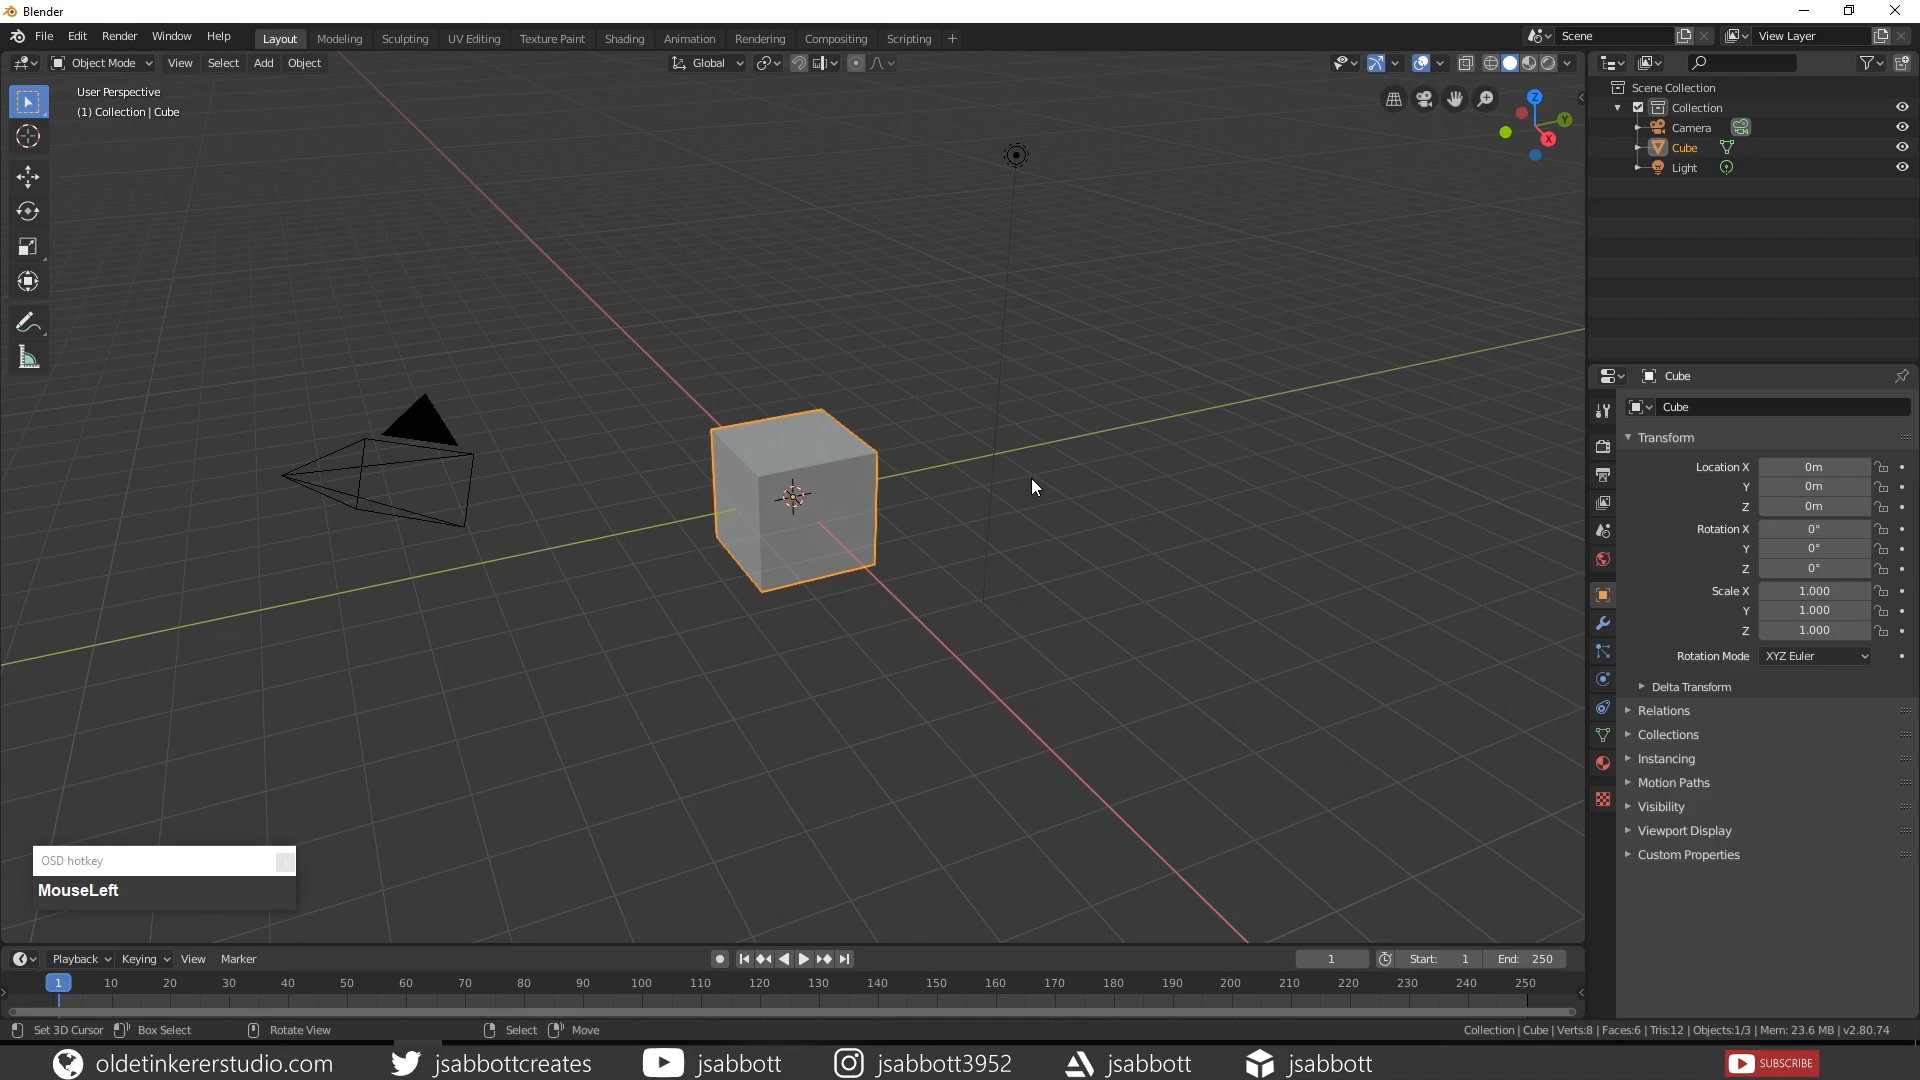 Blender
File Edit Render Window Help Layout Modeling Sculpting UV Editing Texture Paint Shading Animation Rendering Compositing Scripting + Scene View Layer
Object Mode View Select Add Object Global
User Perspective
(1) Collection | Cube
Z
Y
X
Scene Collection
Collection
Camera
Cube
Light
Cube
Cube
Transform
Location X 0m
Y 0m
Z 0m
Rotation X 0°
Y 0°
Z 0°
Scale X 1.000
Y 1.000
Z 1.000
Rotation Mode XYZ Euler
Delta Transform
Relations
Collections
Instancing
Motion Paths
Visibility
Viewport Display
Custom Properties
OSD hotkey
MouseLeft
Playback Keying View Marker 1 Start: 1 End: 250
1 10 20 30 40 50 60 70 80 90 100 110 120 130 140 150 160 170 180 190 200 210 220 230 240 250
Set 3D Cursor Box Select Rotate View Select Move Collection | Cube | Verts:8 | Faces:6 | Tris:12 | Objects:1/3 | Mem: 23.6 MB | v2.80.74
oldetinkererstudio.com jsabbottcreates jsabbott jsabbott3952 jsabbott jsabbott SUBSCRIBE